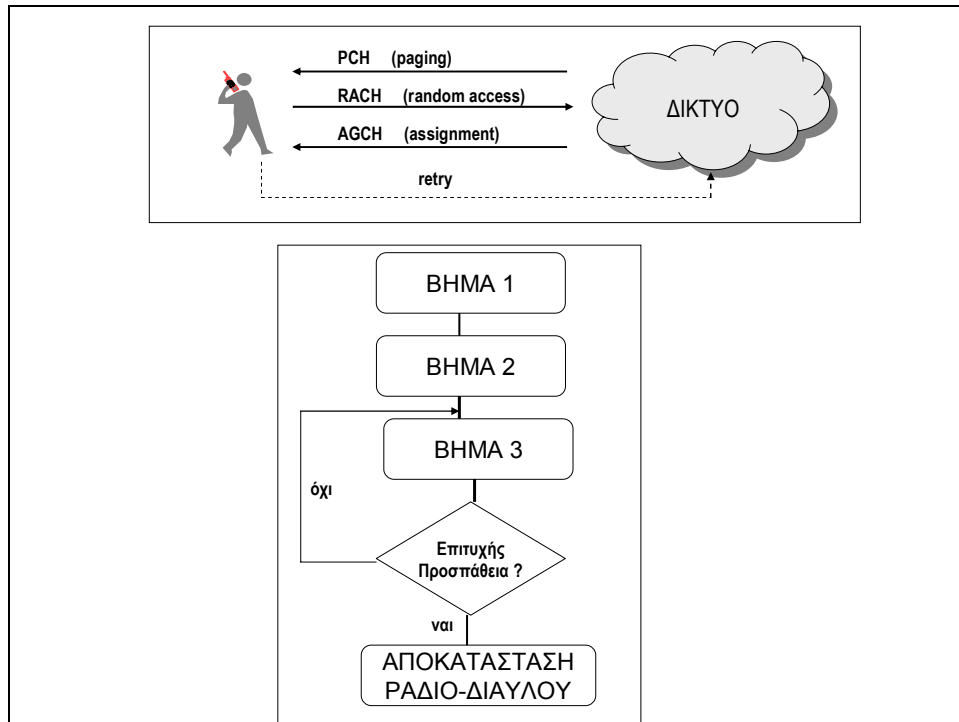 PCH (paging)
RACH (random access)
ΔΙΚΤΥΟ
AGCH (assignment)
retry
ΒΗΜΑ 1
ΒΗΜΑ 2
ΒΗΜΑ 3
όχι
Επιτυχής
Προσπάθεια ?
ναι
ΑΠΟΚΑΤΑΣΤΑΣΗ
ΡΑΔΙΟ-ΔΙΑΥΛΟΥ